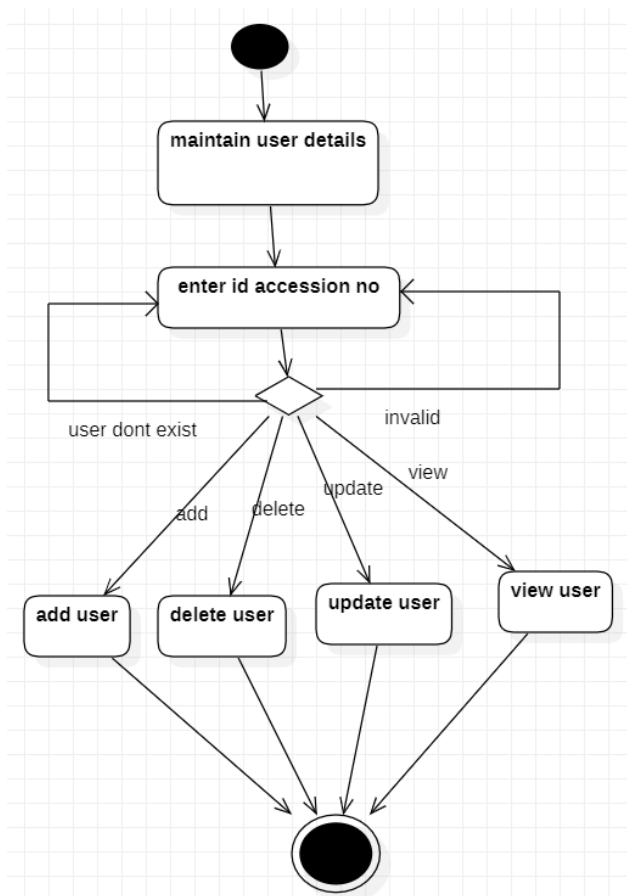 maintain user details
enter id accession no
user dont exist
invalid
add
delete
update
view
add user
delete user
update user
view user